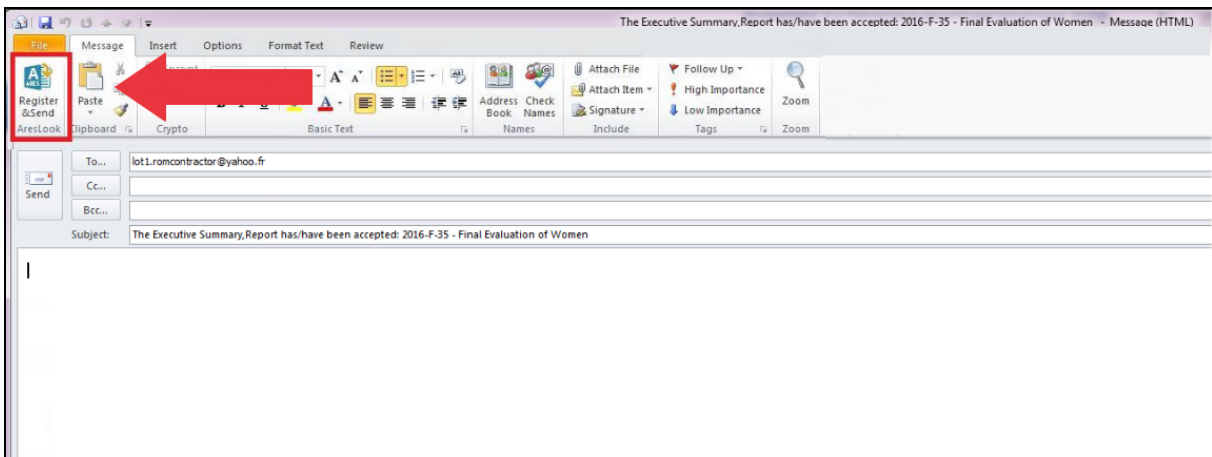 The Executive Summary,Report has/have been accepted: 2016-F-35 - Final Evaluation of Women - Message (HTML)
File Message Insert Options Format Text Review
ARES
Register
&Send
AresLook
Paste
Clipboard
Crypto
Basic Text
Address
Book
Check
Names
Names
Attach File
Attach Item
Signature
Include
Follow Up
High Importance
Low Importance
Tags
Zoom
Zoom
Send
To... lot1.romcontractor@yahoo.fr
Cc...
Bcc...
Subject: The Executive Summary,Report has/have been accepted: 2016-F-35 - Final Evaluation of Women